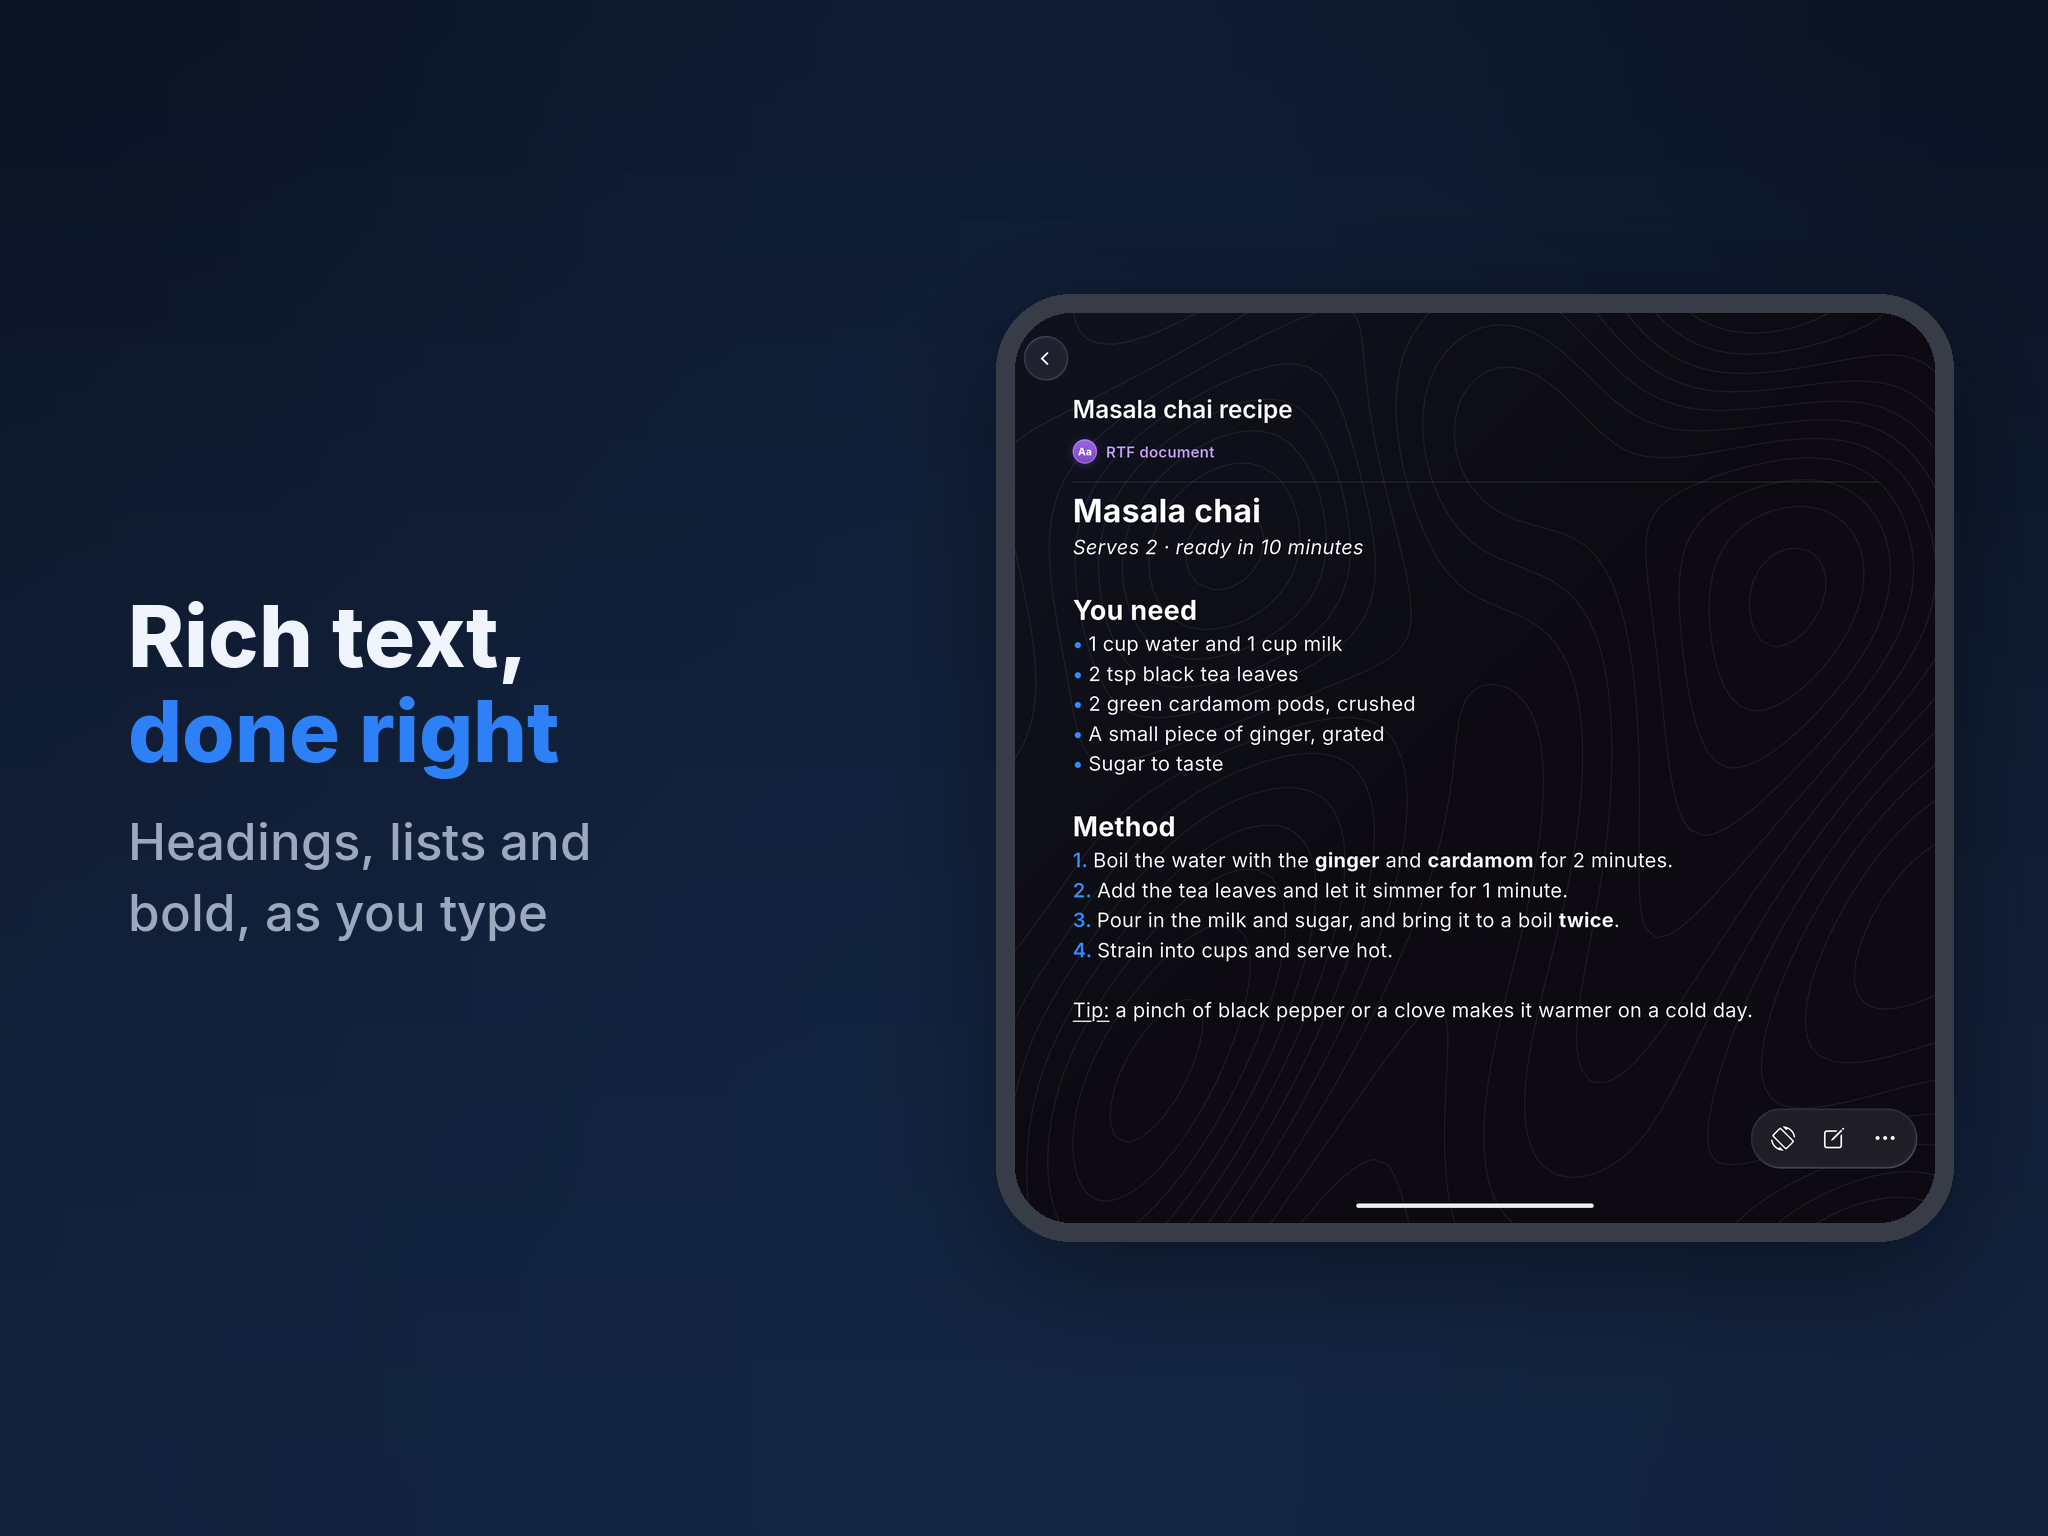 Rich text,
done right
Headings, lists and
bold, as you type
Masala chai recipe
Aa RTF document
Masala chai
Serves 2 · ready in 10 minutes
You need
• 1 cup water and 1 cup milk
• 2 tsp black tea leaves
• 2 green cardamom pods, crushed
• A small piece of ginger, grated
• Sugar to taste
Method
1. Boil the water with the ginger and cardamom for 2 minutes.
2. Add the tea leaves and let it simmer for 1 minute.
3. Pour in the milk and sugar, and bring it to a boil twice.
4. Strain into cups and serve hot.
Tip: a pinch of black pepper or a clove makes it warmer on a cold day.